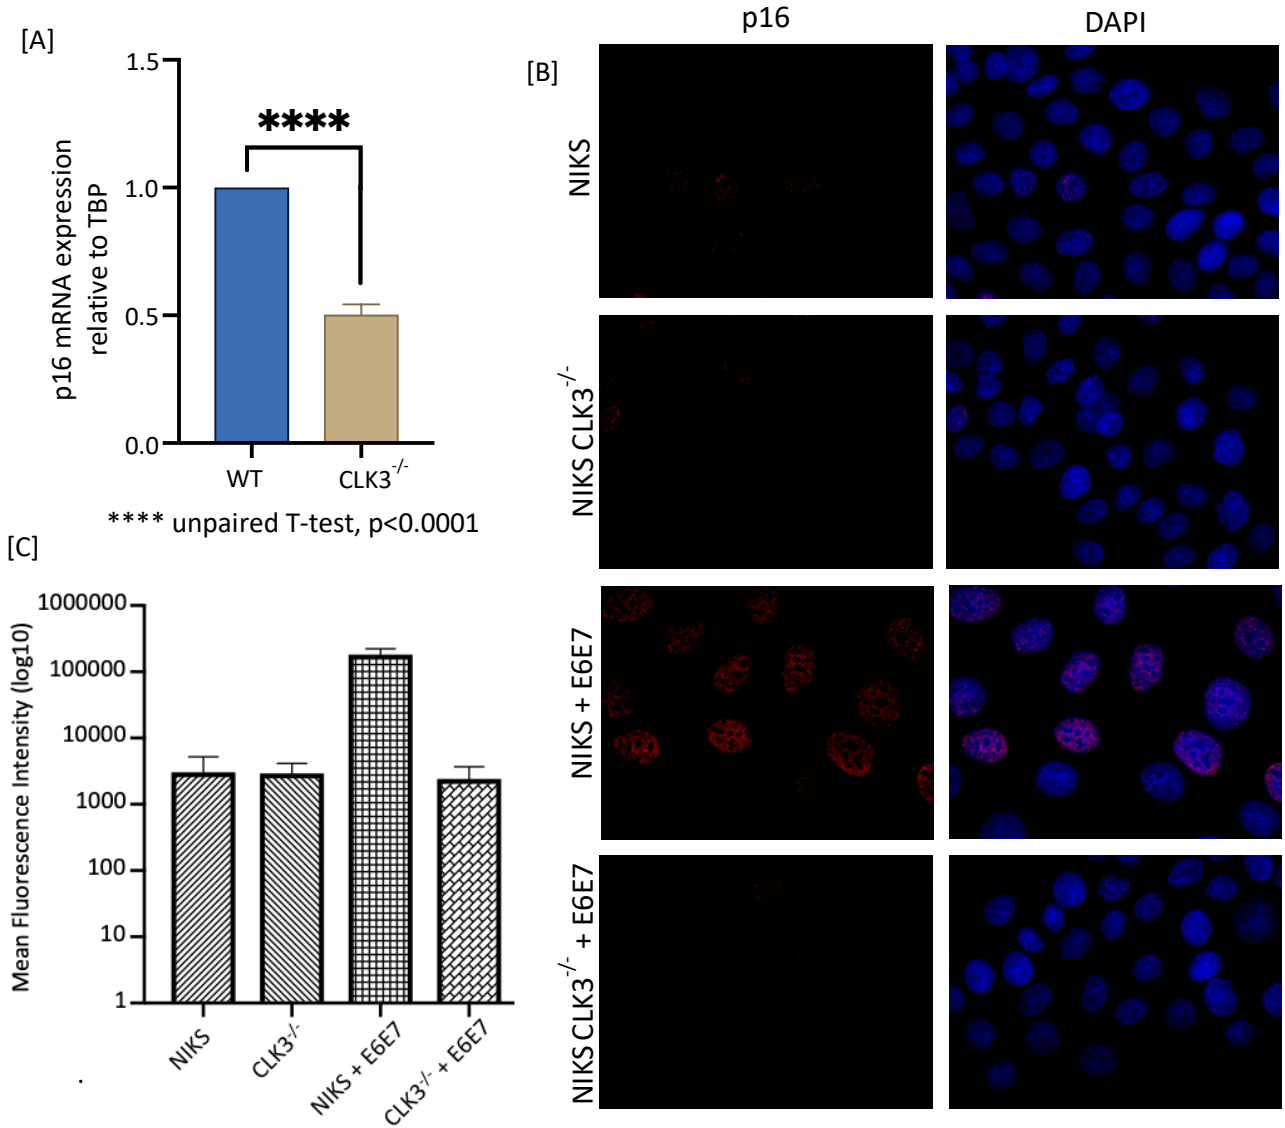 [A]
1.5
1.0
0.5
0.0
p16 mRNA expression
relative to TBP
****
WT
CLK3-/-
**** unpaired T-test, p<0.0001
[B]
p16
DAPI
NIKS
NIKS CLK3-/-
NIKS + E6E7
NIKS CLK3-/- + E6E7
[C]
1000000
100000
10000
1000
100
10
1
Mean Fluorescence Intensity (log10)
NIKS
CLK3-/-
NIKS + E6E7
CLK3-/- + E6E7
.